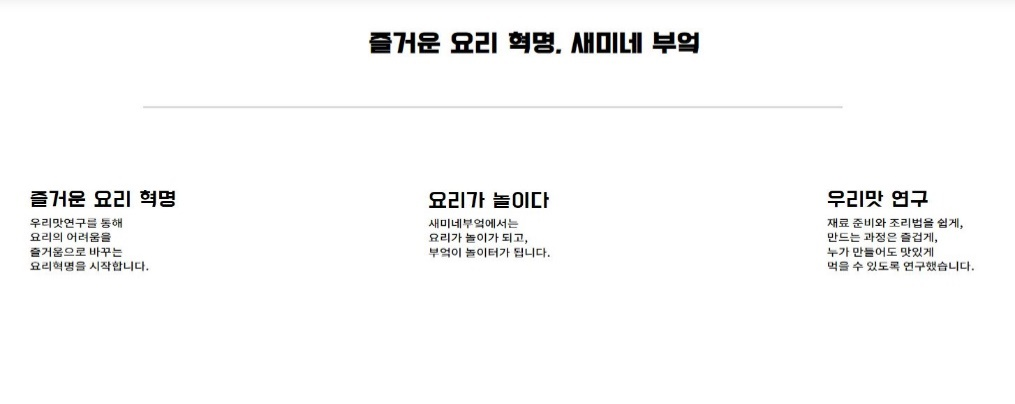 즐거운 요리 혁명, 새미네 부엌
즐거운 요리 혁명
우리맛연구를 통해
요리의 어려움을
즐거움으로 바꾸는
요리혁명을 시작합니다.
요리가 놀이다
새미네부엌에서는
요리가 놀이가 되고,
부엌이 놀이터가 됩니다.
우리맛 연구
재료 준비와 조리법을 쉽게,
만드는 과정은 즐겁게,
누가 만들어도 맛있게
먹을 수 있도록 연구했습니다.